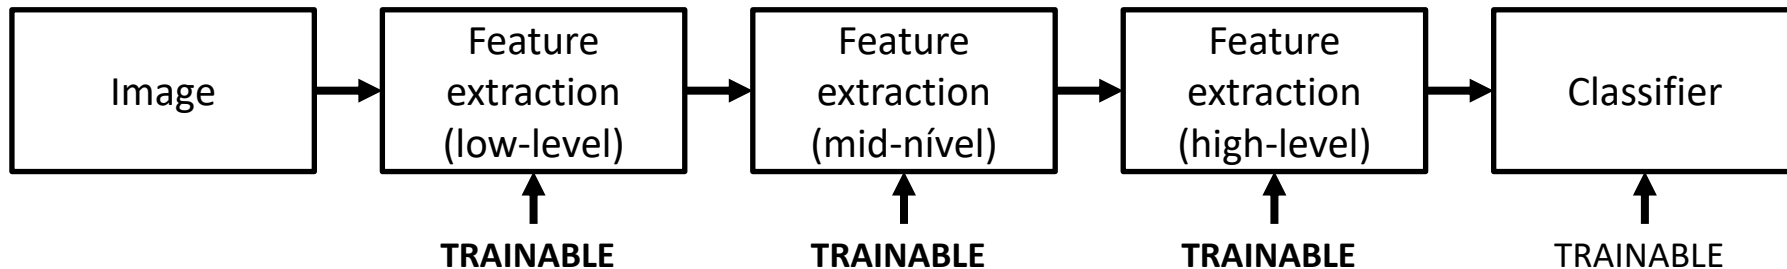 Image
Feature
extraction
(low-level)
Feature
extraction
(mid-nível)
Feature
extraction
(high-level)
Classifier
TRAINABLE
TRAINABLE
TRAINABLE
TRAINABLE